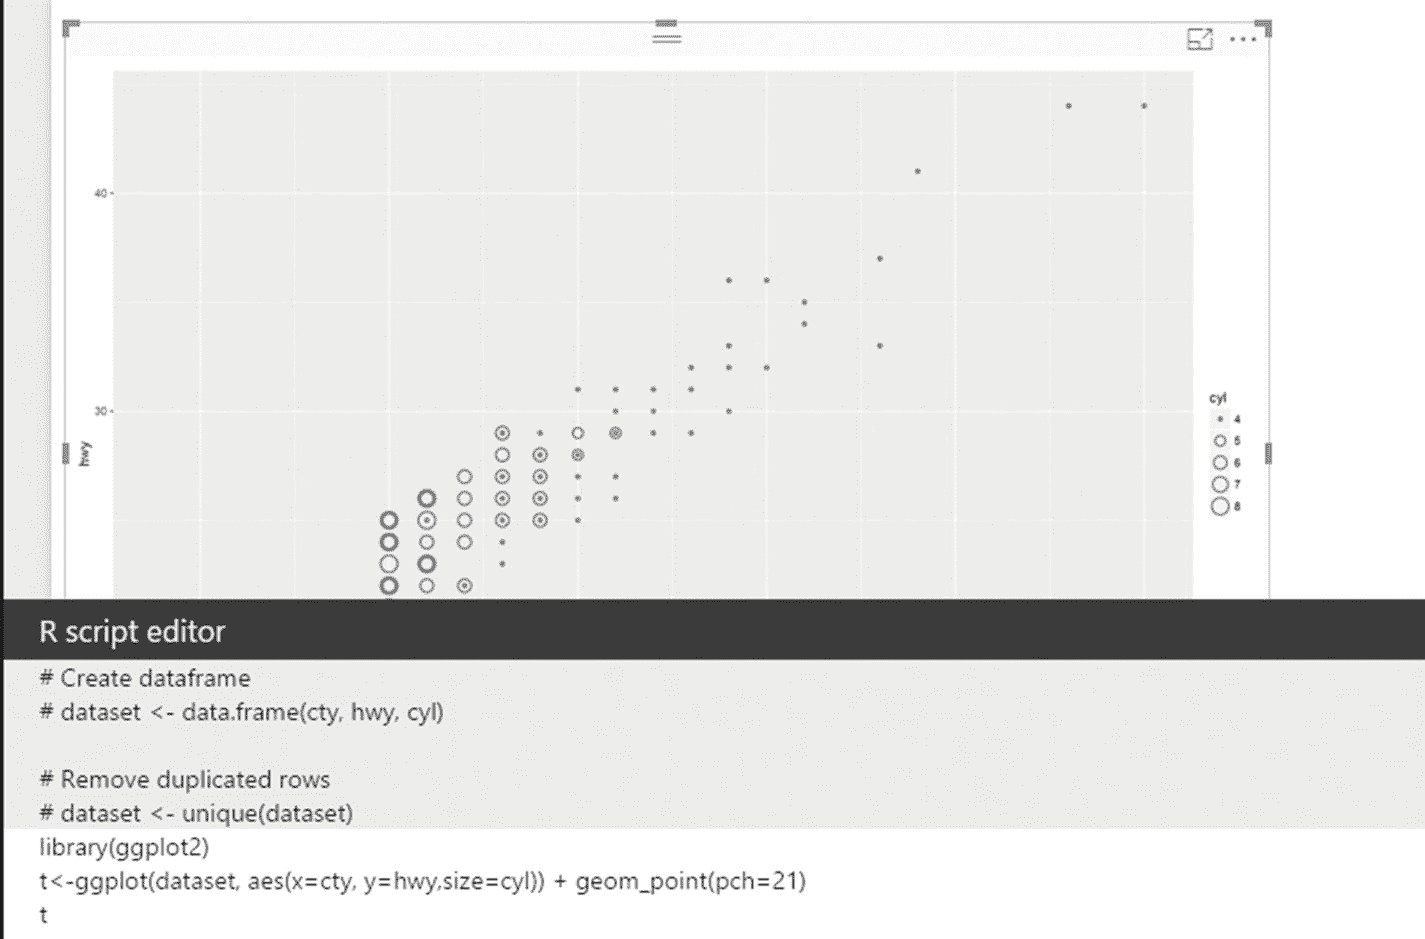 40
30
hwy
cyl
4
5
6
7
8
R script editor
# Create dataframe
# dataset <- data.frame(cty, hwy, cyl)
# Remove duplicated rows
# dataset <- unique(dataset)
library(ggplot2)
t<-ggplot(dataset, aes(x=cty, y=hwy,size=cyl)) + geom_point(pch=21)
t